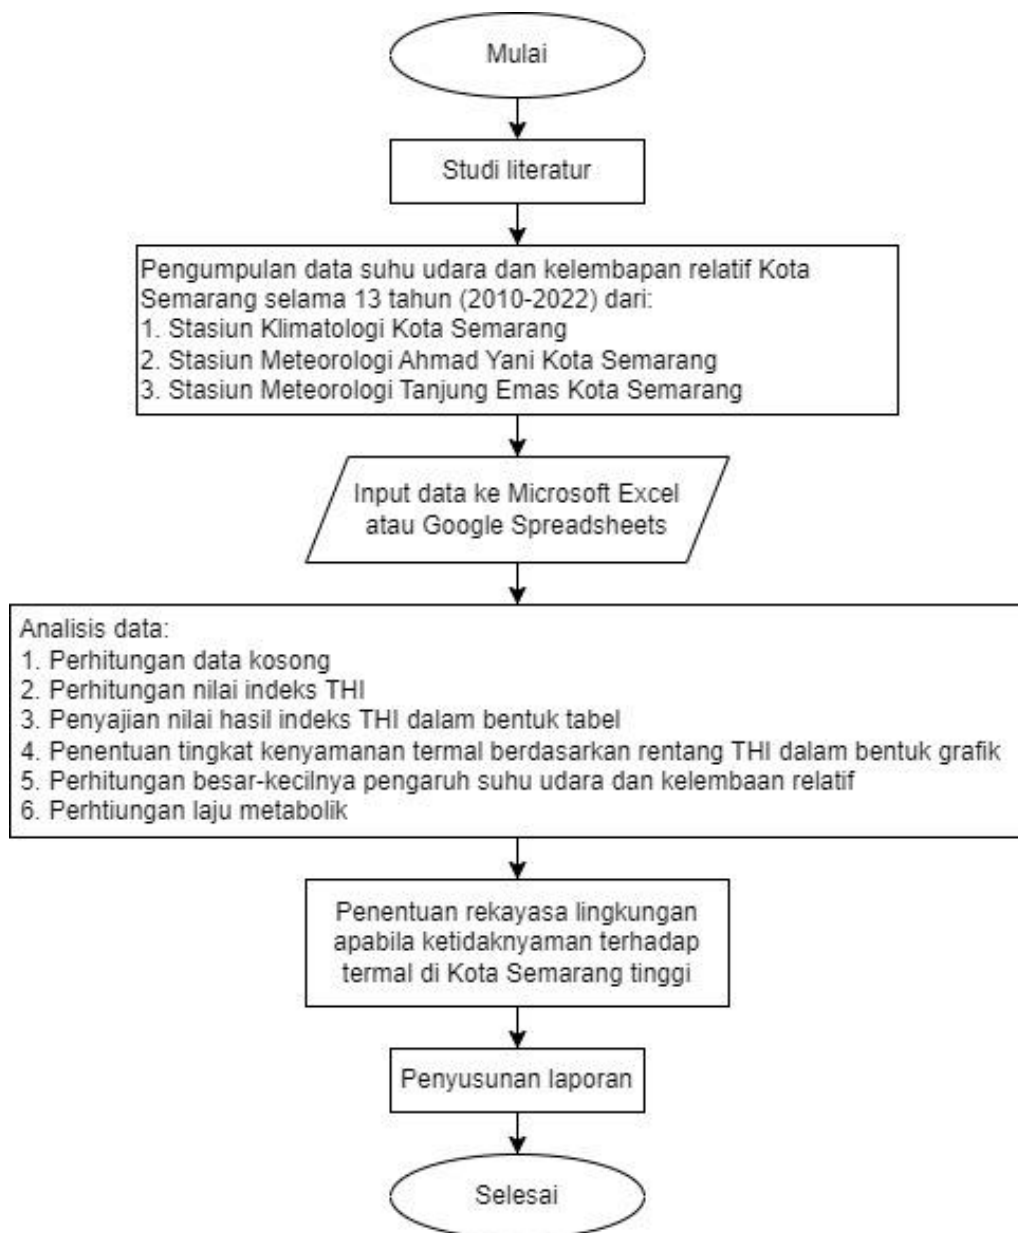 Mulai
Studi literatur
Pengumpulan data suhu udara dan kelembapan relatif Kota
Semarang selama 13 tahun (2010-2022) dari:
1. Stasiun Klimatologi Kota Semarang
2. Stasiun Meteorologi Ahmad Yani Kota Semarang
3. Stasiun Meteorologi Tanjung Emas Kota Semarang
Input data ke Microsoft Excel
atau Google Spreadsheets
Analisis data:
1. Perhitungan data kosong
2. Perhitungan nilai indeks THI
3. Penyajian nilai hasil indeks THI dalam bentuk tabel
4. Penentuan tingkat kenyamanan termal berdasarkan rentang THI dalam bentuk grafik
5. Perhitungan besar-kecilnya pengaruh suhu udara dan kelembaan relatif
6. Perhtiungan laju metabolik
Penentuan rekayasa lingkungan
apabila ketidaknyaman terhadap
termal di Kota Semarang tinggi
Penyusunan laporan
Selesai